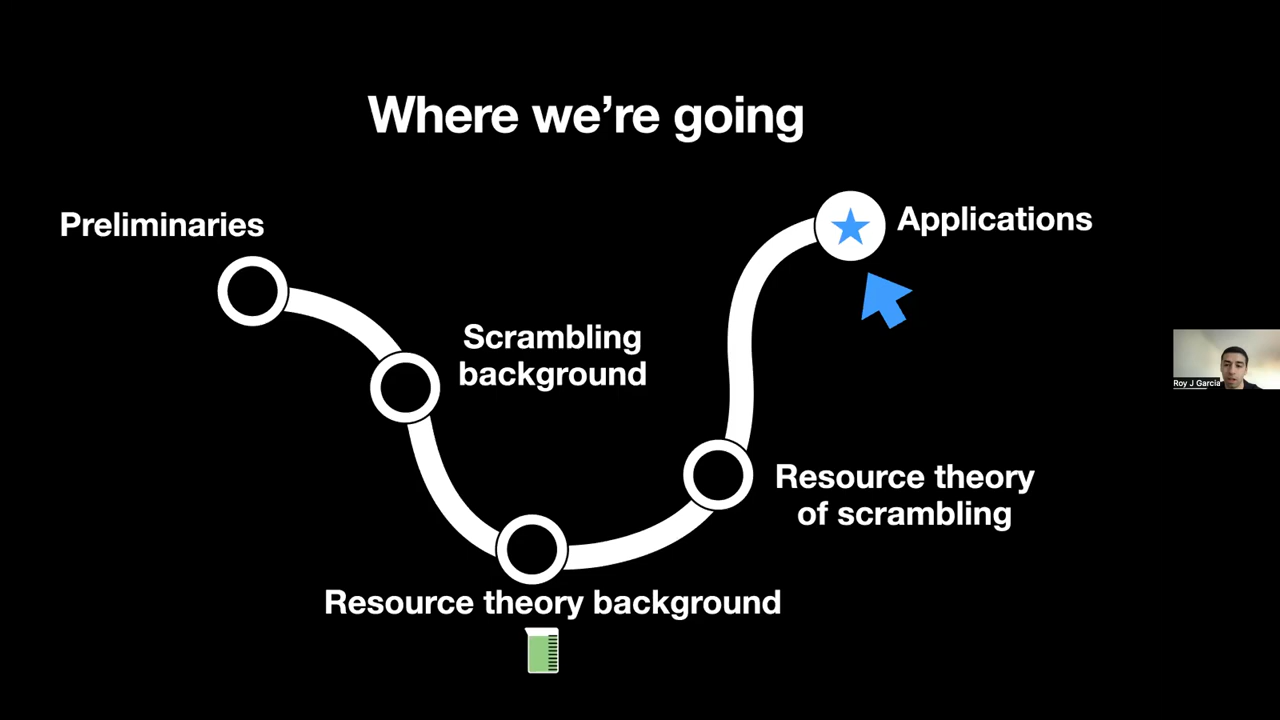 Where we're going
Preliminaries
Applications
Scrambling
background
Roy J Garcia
Resource theory
of scrambling
Resource theory background